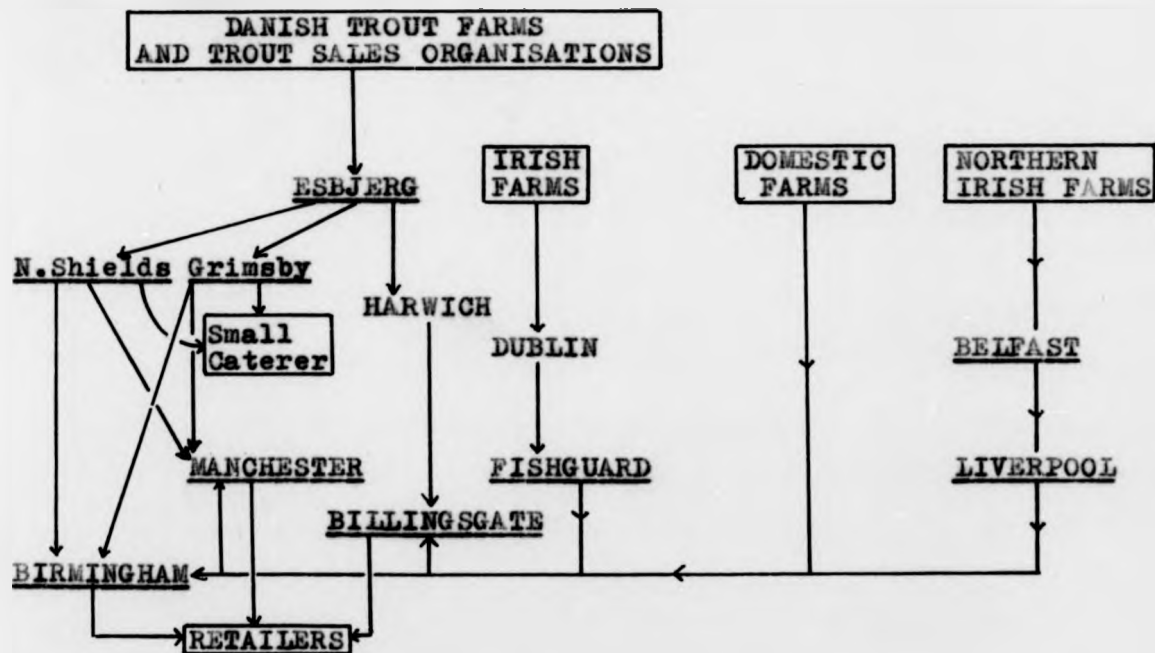 DANISH TROUT FARMS
AND TROUT SALES ORGANISATIONS
IRISH
FARMS
DOMESTIC
FARMS
NORTHERN
IRISH FARMS
ESBJERG
N.Shields
Grimsby
HARWICH
Small
Caterer
DUBLIN
BELFAST
MANCHESTER
FISHGUARD
LIVERPOOL
BILLINGSGATE
BIRMINGHAM
RETAILERS